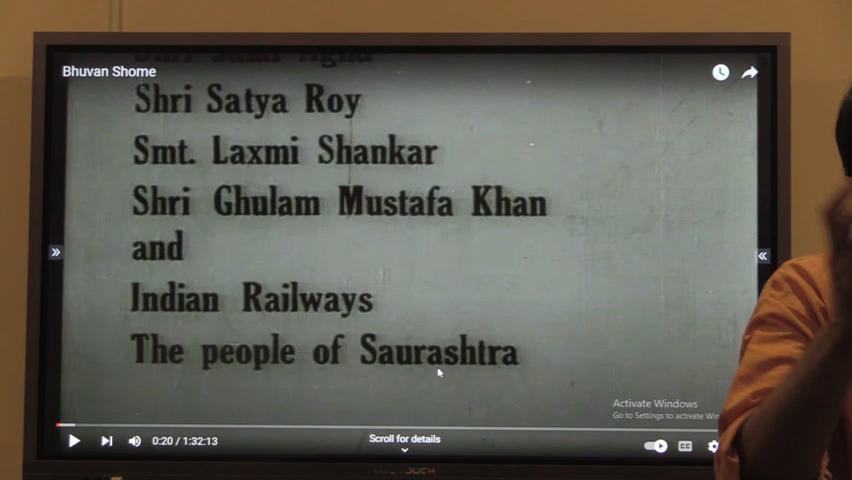 Bhuvan Shome
Shri Satya Roy
Smt. Laxmi Shankar
Shri Ghulam Mustafa Khan
and
Indian Railways
The people of Saurashtra
Activate Windows
Go to Settings to activate
0:20 / 1:32:13
Scroll for details
CC